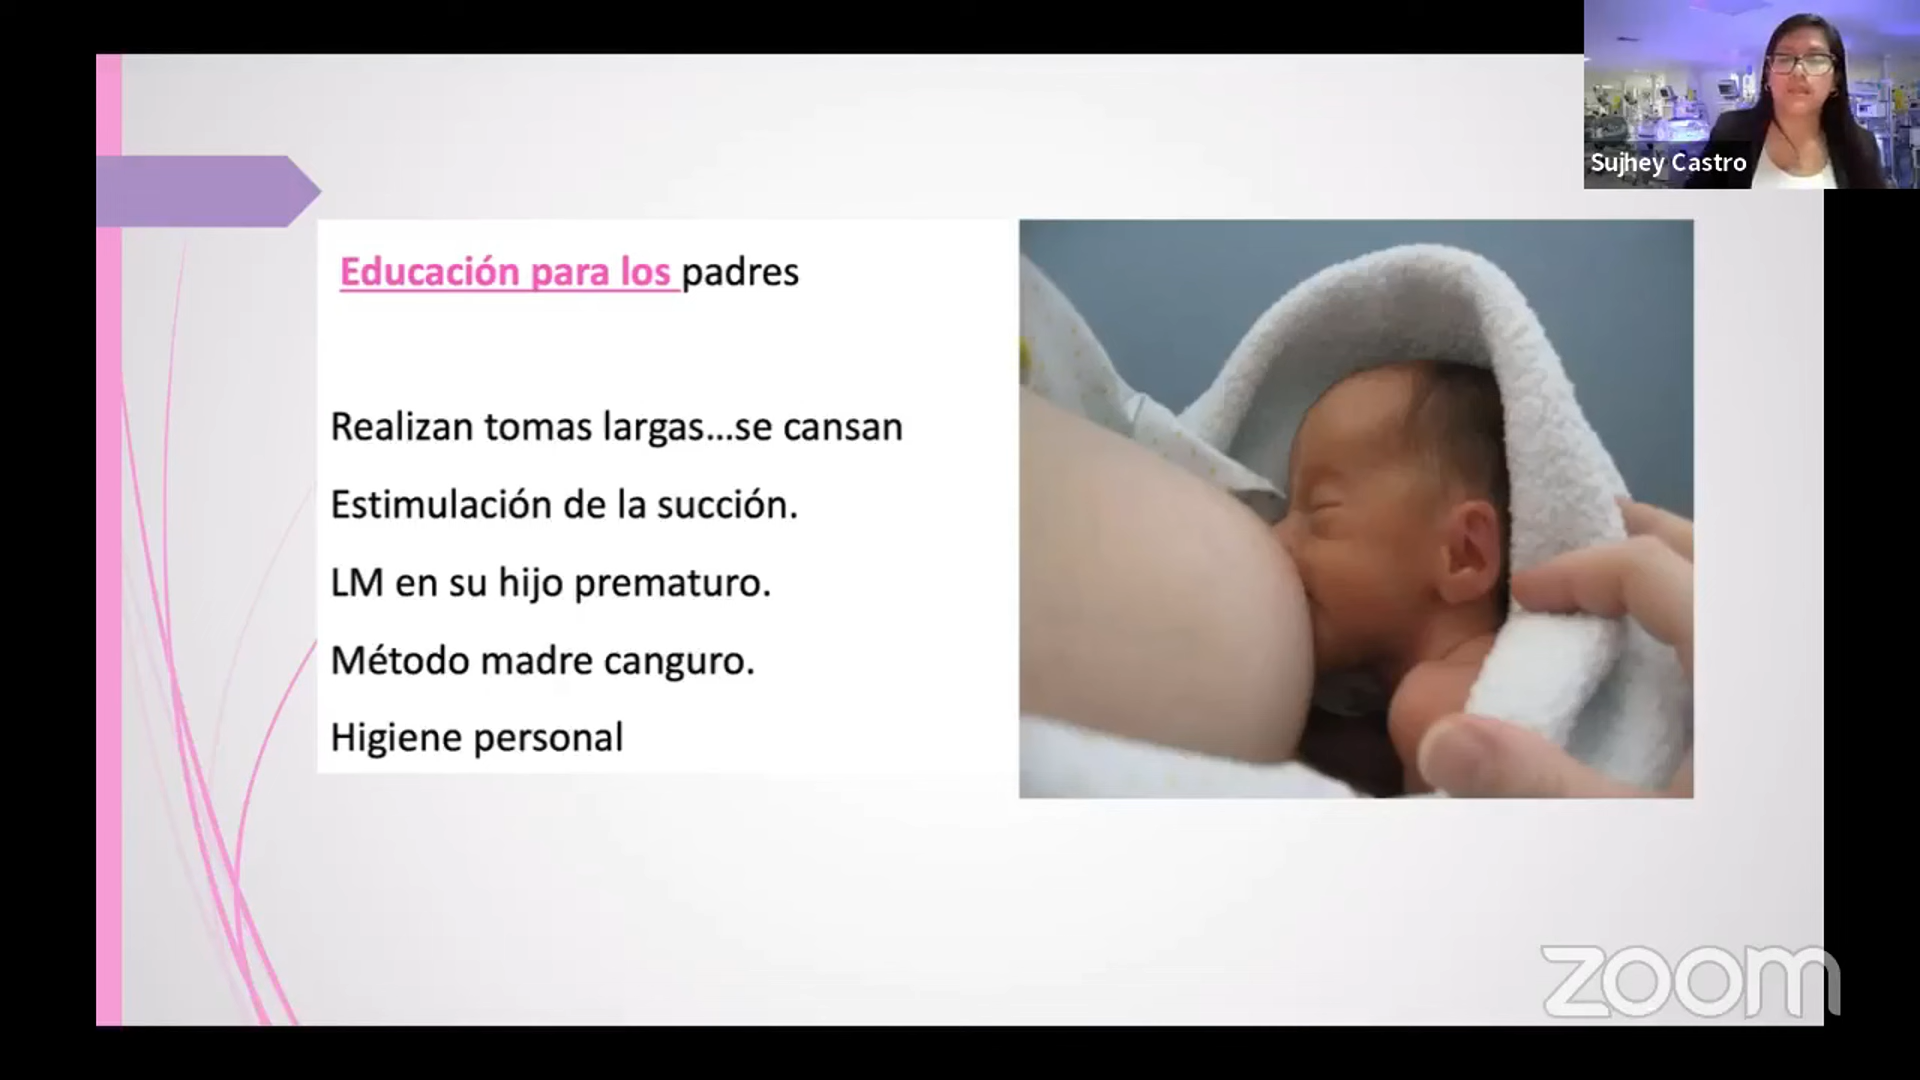 Sujhey Castro
Educación para los padres
Realizan tomas largas...se cansan
Estimulación de la succión.
LM en su hijo prematuro.
Método madre canguro.
Higiene personal
zoom